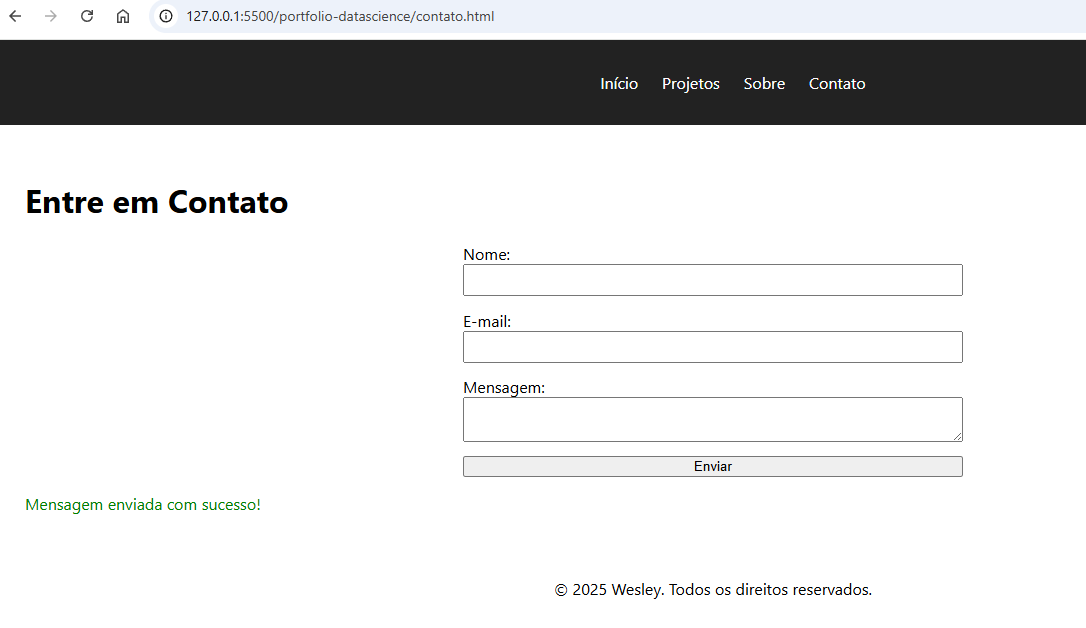 127.0.0.1:5500/portfolio-datascience/contato.html
Início Projetos Sobre Contato
Entre em Contato
Nome:
E-mail:
Mensagem:
Enviar
Mensagem enviada com sucesso!
© 2025 Wesley. Todos os direitos reservados.